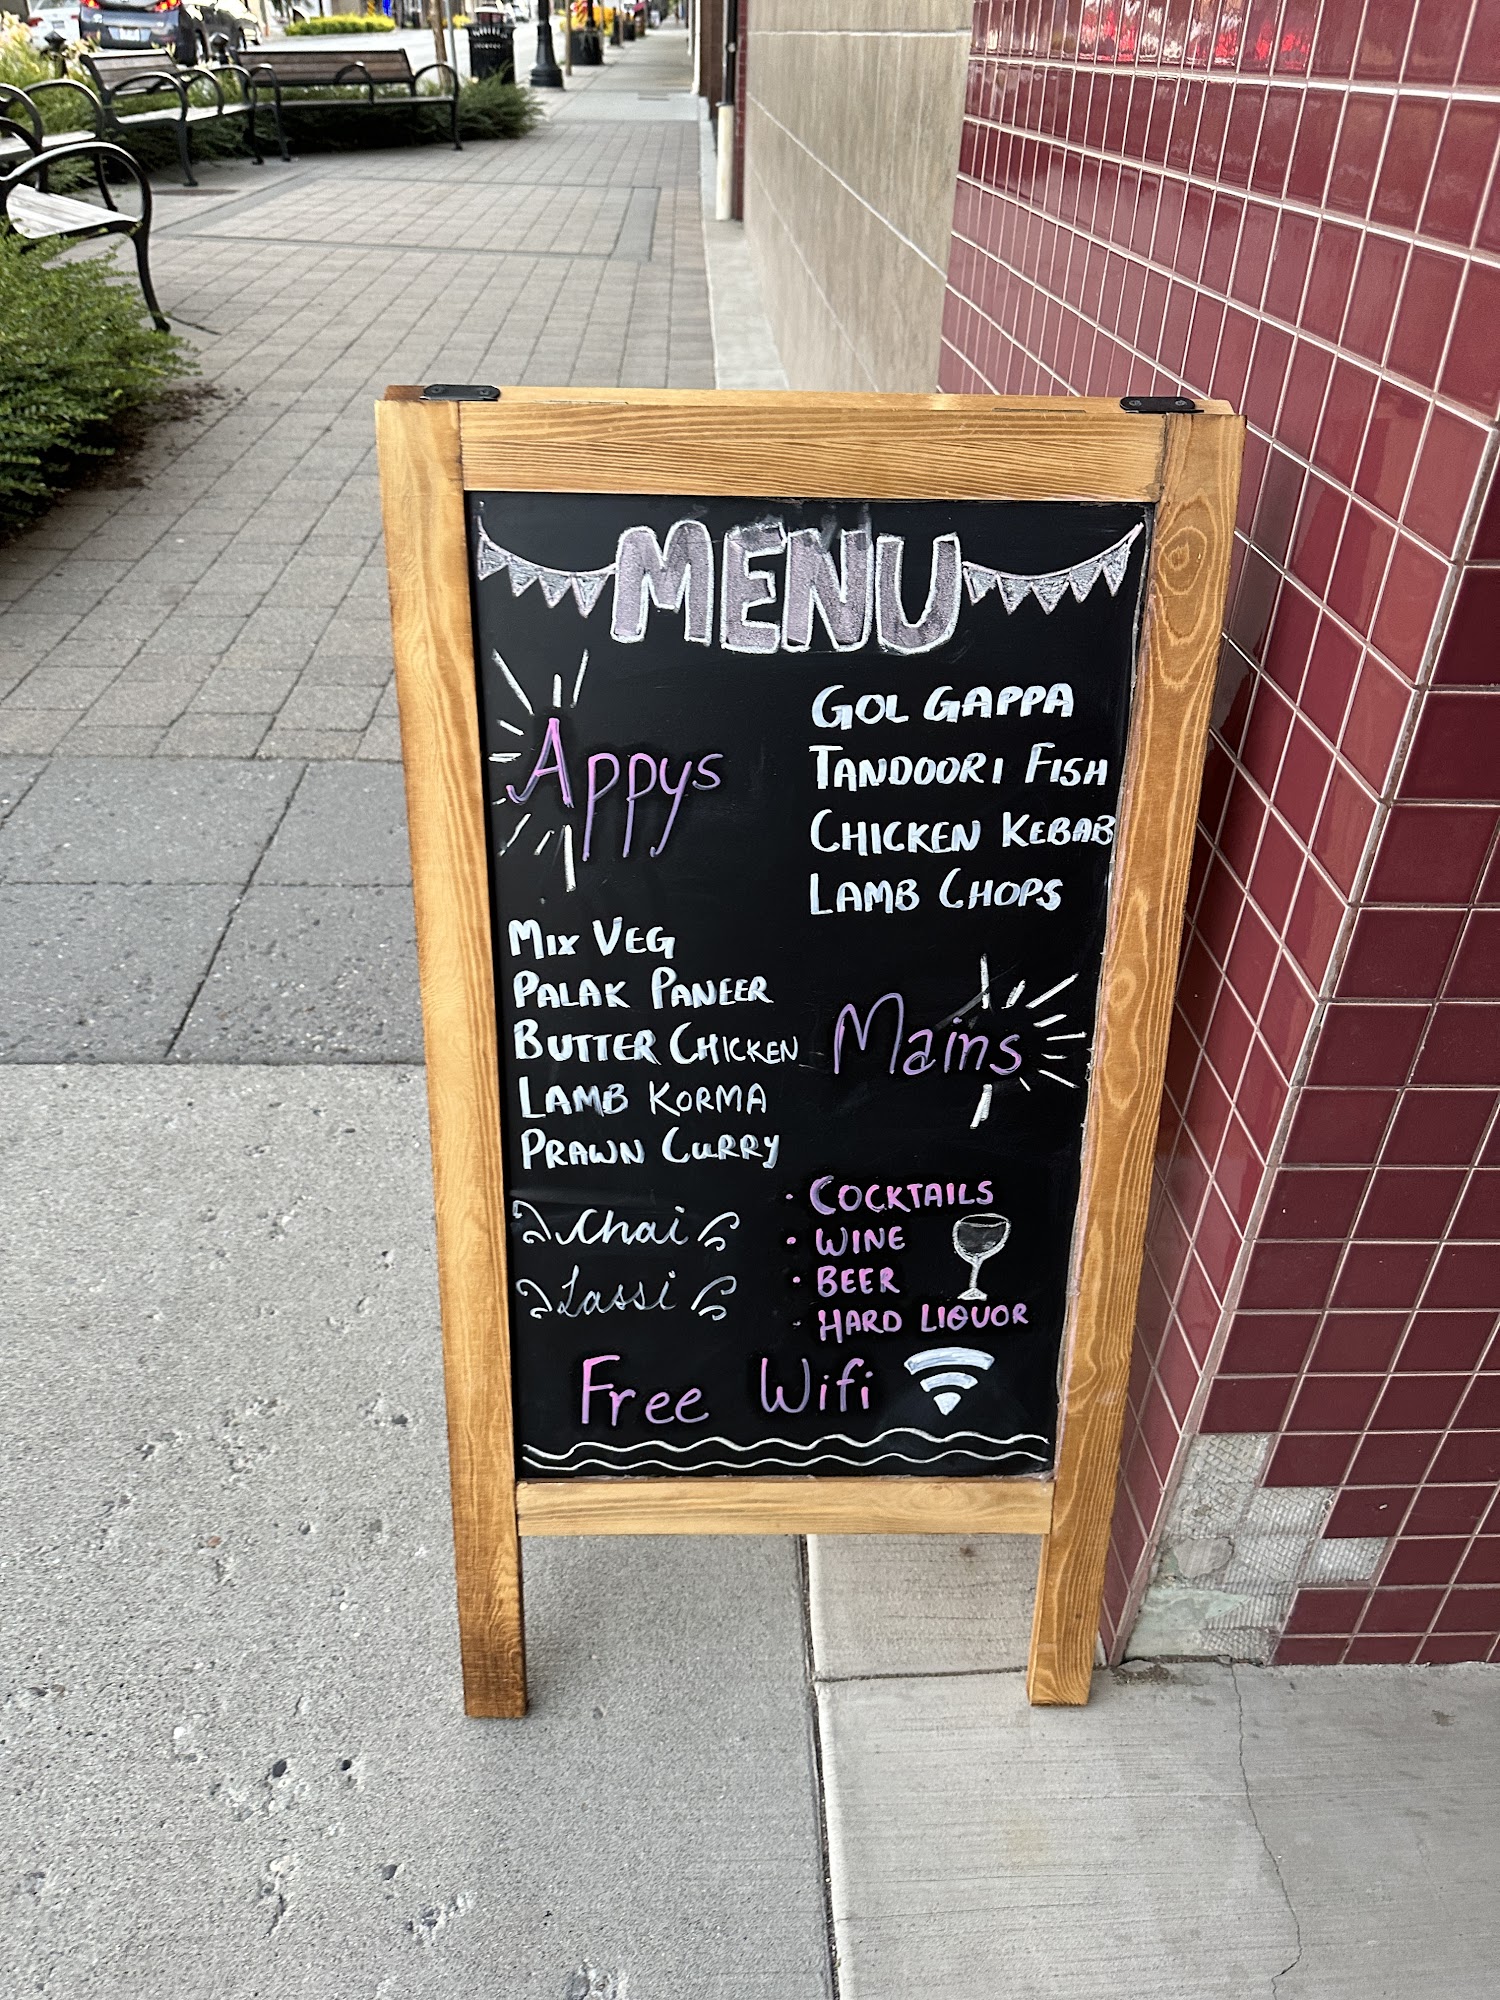 MENU
Appys
GOL GAPPA
TANDOORI FISH
CHICKEN KEBAB
LAMB CHOPS
Mains
MIX VEG
PALAK PANEER
BUTTER CHICKEN
LAMB KORMA
PRAWN CURRY
Chai
Lassi
· COCKTAILS
· WINE
· BEER
· HARD LIQUOR
Free Wifi